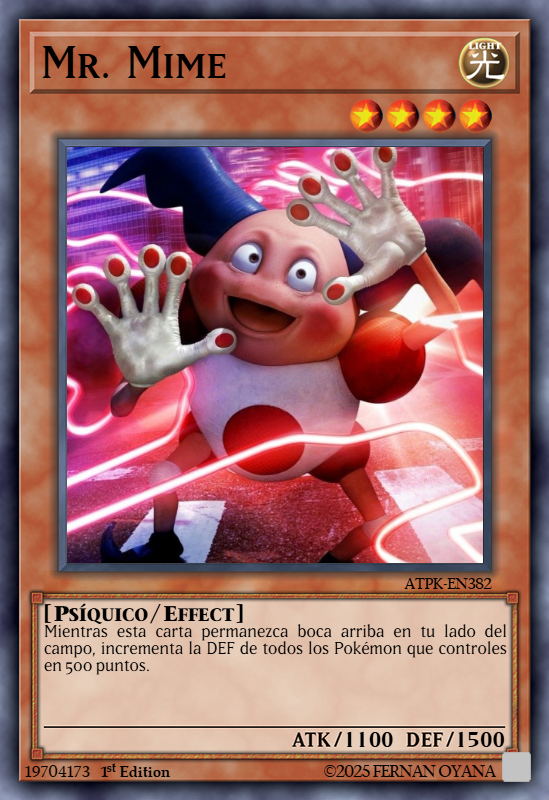 Mr. Mime
LIGHT
光
ATPK-EN382
[Psíquico/Effect]
Mientras esta carta permanezca boca arriba en tu lado del
campo, incrementa la DEF de todos los Pokémon que controles
en 500 puntos.
ATK/1100 DEF/1500
19704173 1st Edition ©2025 FERNAN OYANA